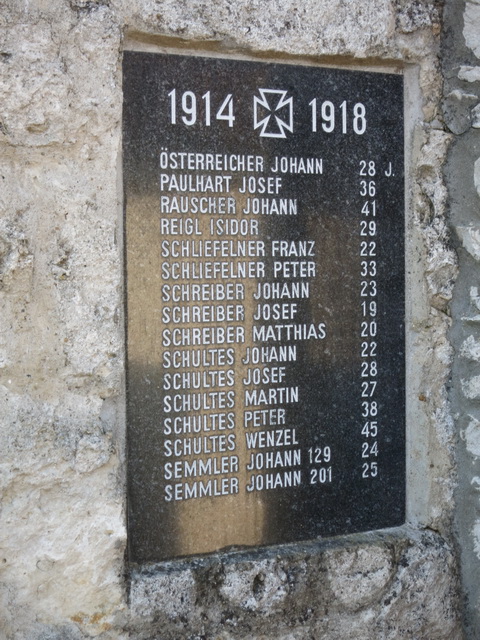 1914 1918
ÖSTERREICHER JOHANN 28 J.
PAULHART JOSEF 36
RAUSCHER JOHANN 41
REIGL ISIDOR 29
SCHLIEFELNER FRANZ 22
SCHLIEFELNER PETER 33
SCHREIBER JOHANN 23
SCHREIBER JOSEF 19
SCHREIBER MATTHIAS 20
SCHULTES JOHANN 22
SCHULTES JOSEF 28
SCHULTES MARTIN 27
SCHULTES PETER 38
SCHULTES WENZEL 45
SEMMLER JOHANN 129 24
SEMMLER JOHANN 201 25